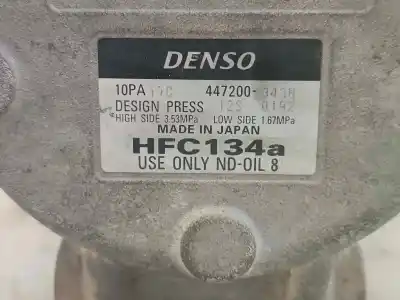 DENSO
10PA17C 447200-
DESIGN PRESS
HIGH SIDE 3.53MPa LOW SIDE 1.67MPa
MADE IN JAPAN
HFC134a
USE ONLY ND-OIL 8